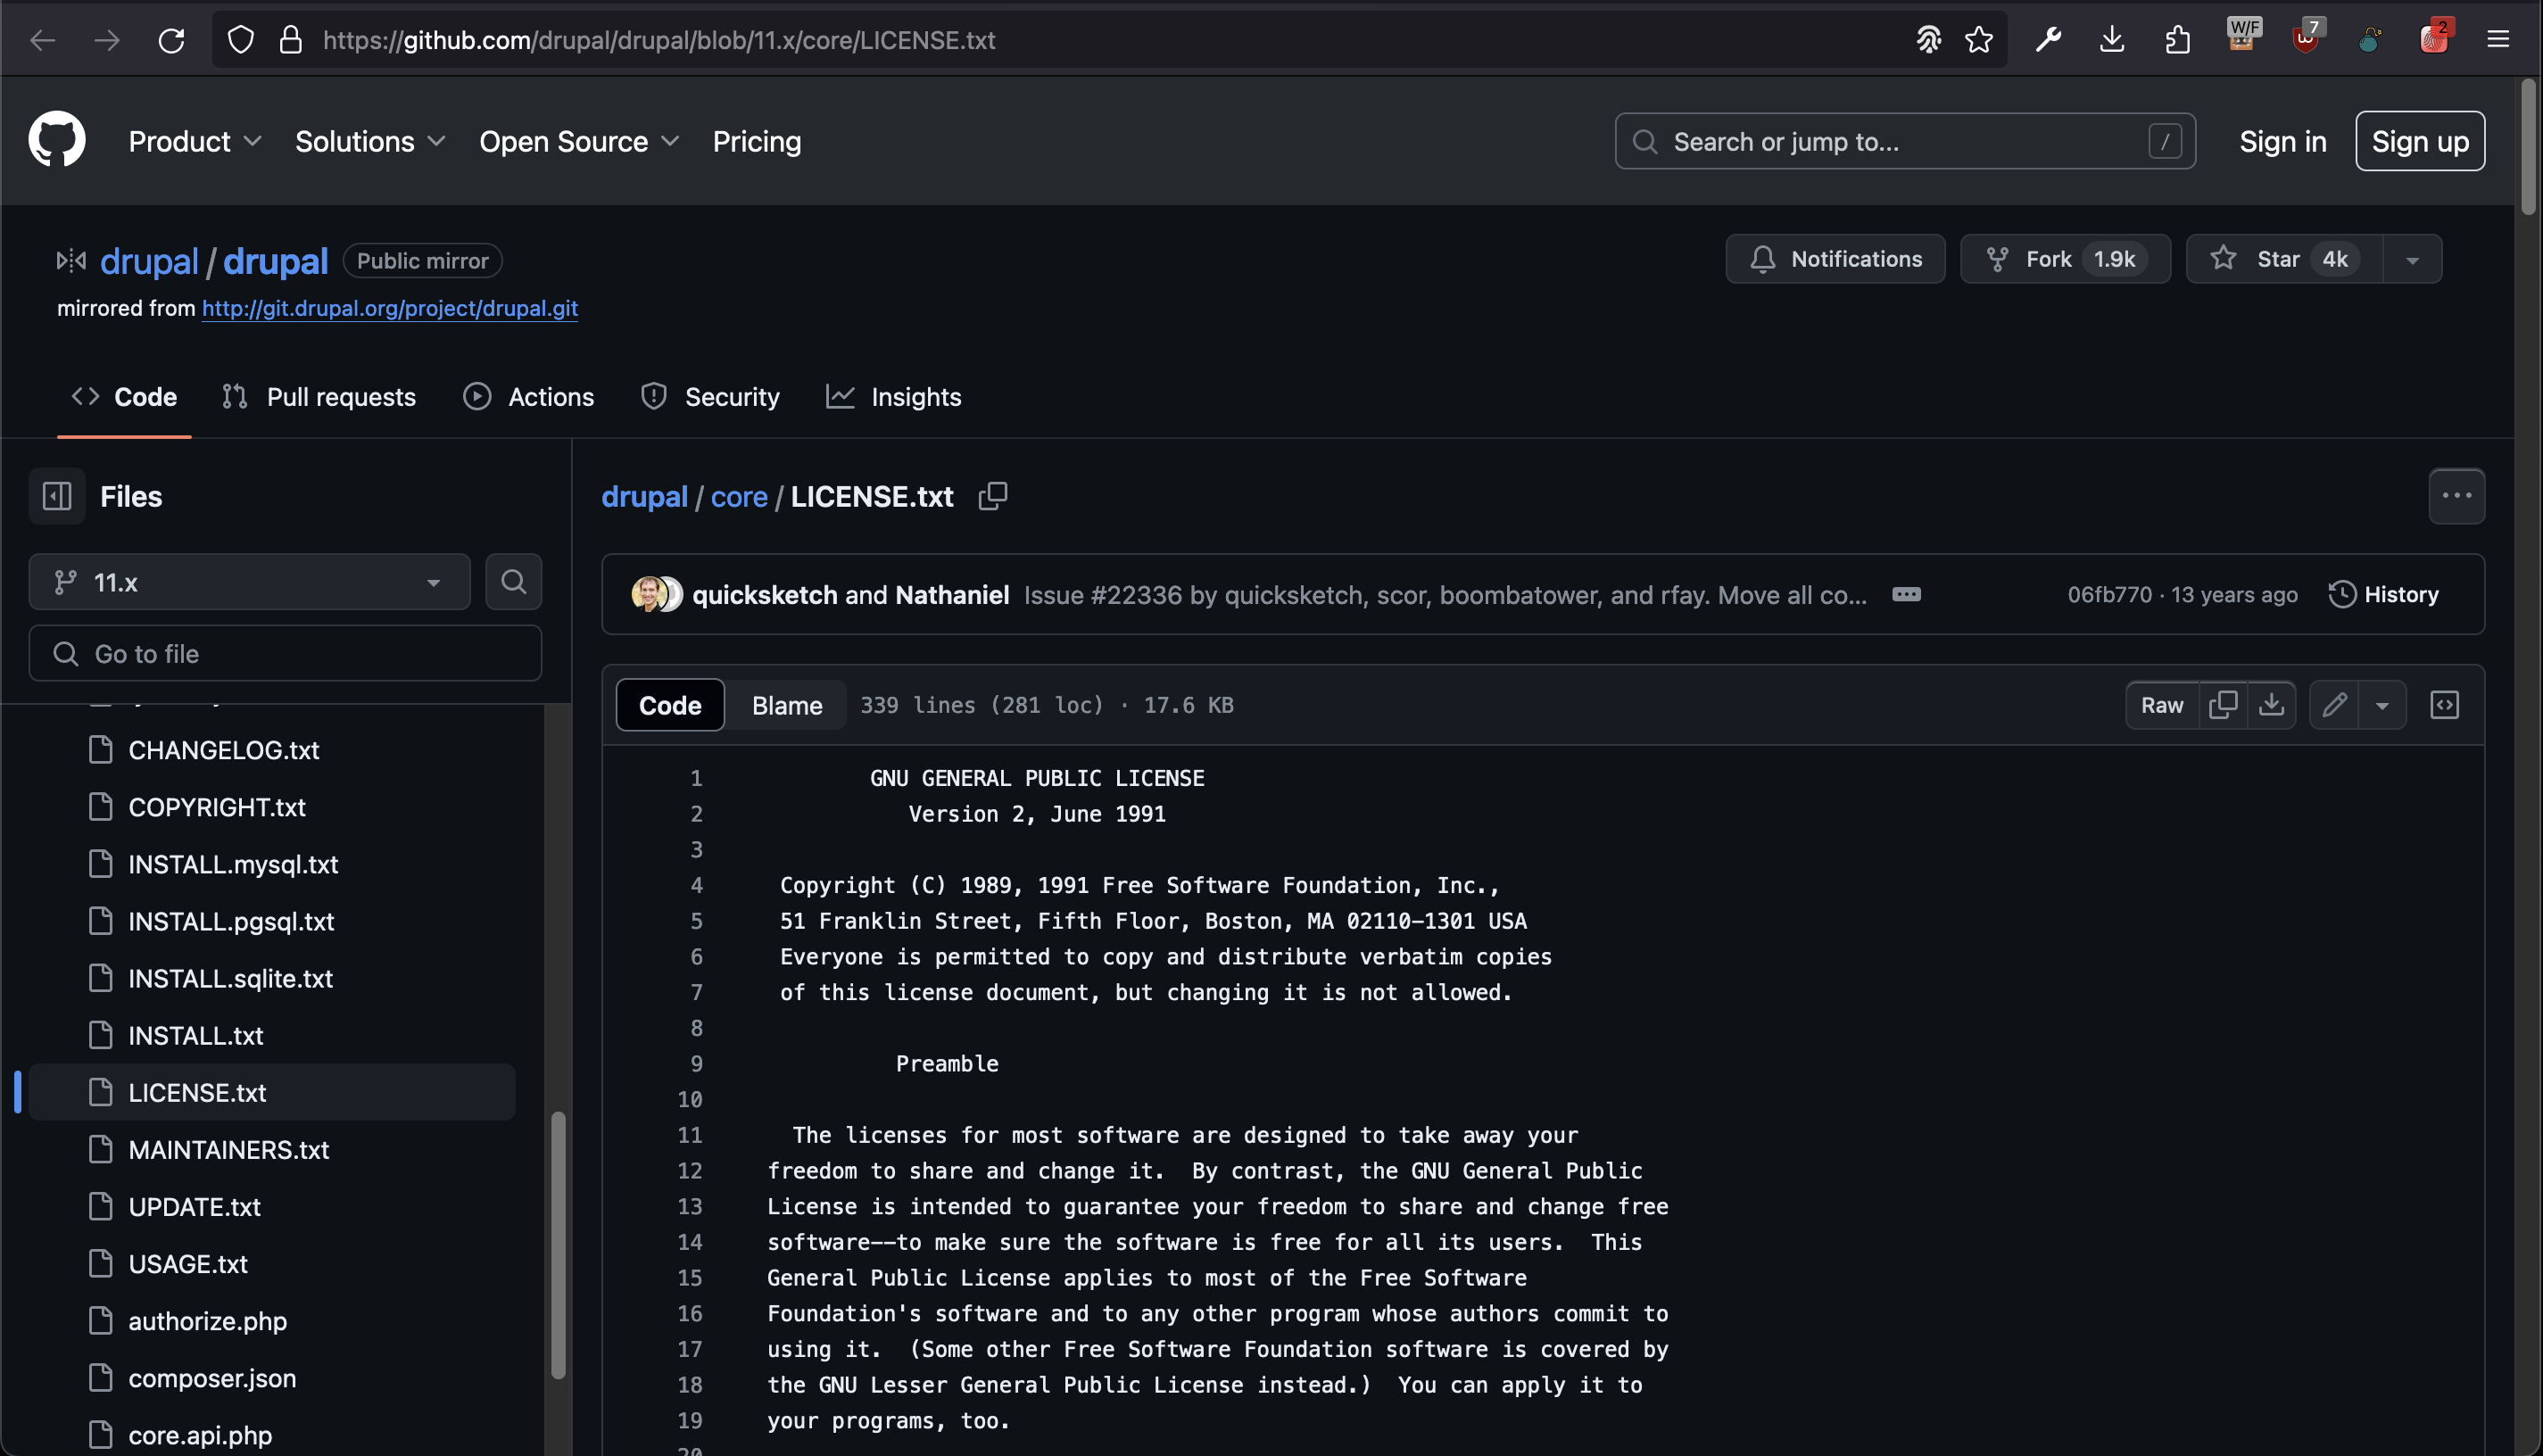 https://github.com/drupal/drupal/blob/11.x/core/LICENSE.txt
W/F
7
2
Product
Solutions
Open Source
Pricing
Search or jump to...
/
Sign in
Sign up
drupal / drupal
Public mirror
Notifications
Fork 1.9k
Star 4k
mirrored from http://git.drupal.org/project/drupal.git
Code
Pull requests
Actions
Security
Insights
Files
11.x
Go to file
CHANGELOG.txt
COPYRIGHT.txt
INSTALL.mysql.txt
INSTALL.pgsql.txt
INSTALL.sqlite.txt
INSTALL.txt
LICENSE.txt
MAINTAINERS.txt
UPDATE.txt
USAGE.txt
authorize.php
composer.json
core.api.php
drupal / core / LICENSE.txt
quicksketch and Nathaniel Issue #22336 by quicksketch, scor, boombatower, and rfay. Move all co...
06fb770 · 13 years ago
History
Code
Blame
339 lines (281 loc) · 17.6 KB
Raw
1 GNU GENERAL PUBLIC LICENSE
2 Version 2, June 1991
3
4 Copyright (C) 1989, 1991 Free Software Foundation, Inc.,
5 51 Franklin Street, Fifth Floor, Boston, MA 02110-1301 USA
6 Everyone is permitted to copy and distribute verbatim copies
7 of this license document, but changing it is not allowed.
8
9 Preamble
10
11 The licenses for most software are designed to take away your
12 freedom to share and change it.  By contrast, the GNU General Public
13 License is intended to guarantee your freedom to share and change free
14 software--to make sure the software is free for all its users.  This
15 General Public License applies to most of the Free Software
16 Foundation's software and to any other program whose authors commit to
17 using it.  (Some other Free Software Foundation software is covered by
18 the GNU Lesser General Public License instead.)  You can apply it to
19 your programs, too.
20